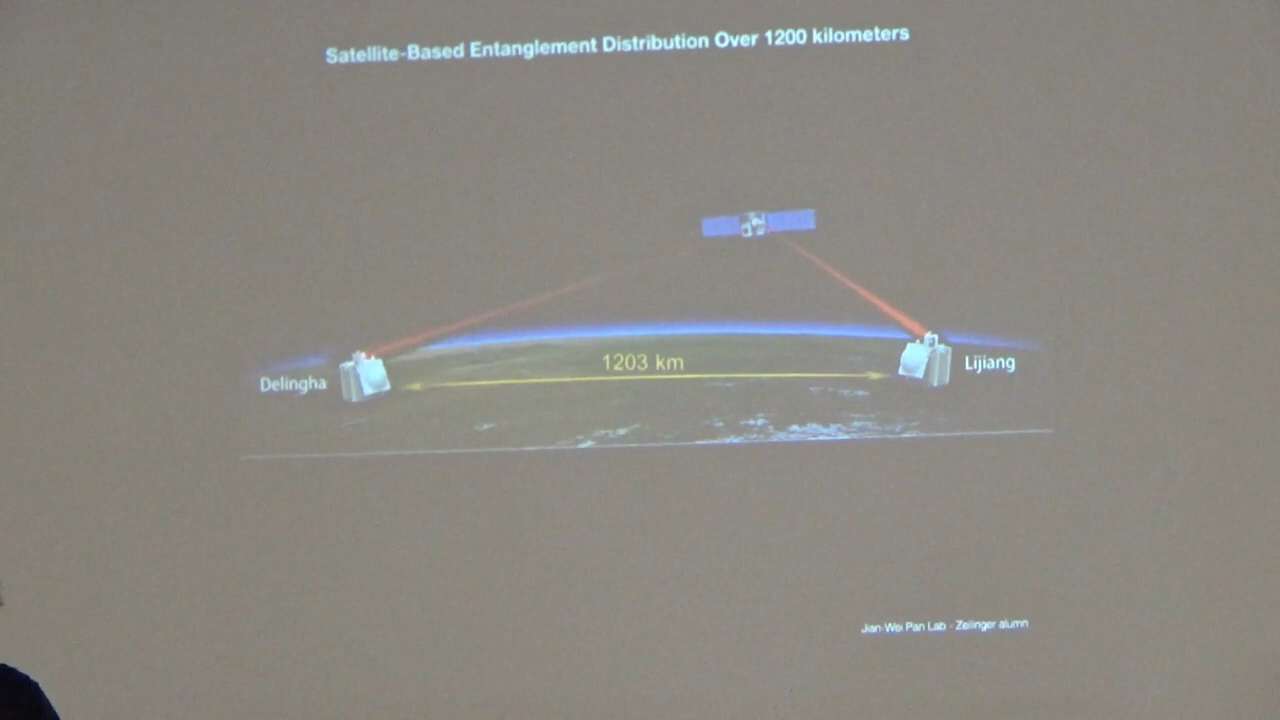 Satellite-Based Entanglement Distribution Over 1200 kilometers
1203 km
Delingha
Lijiang
Jian-Wei Pan Lab - Zeilinger alumn